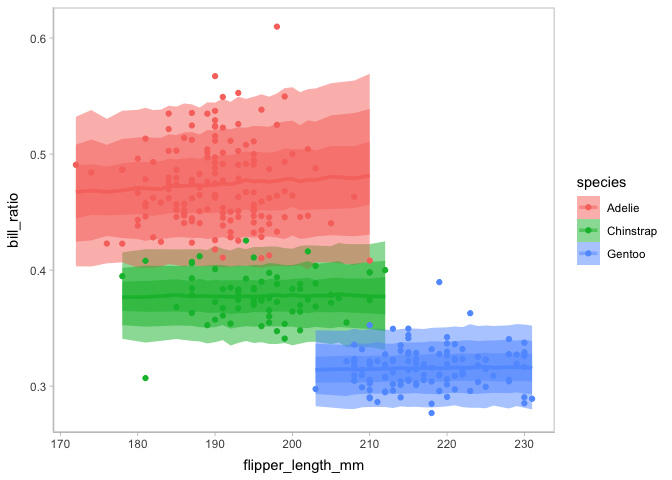 0.6
0.5
0.4
0.3
bill_ratio
170 180 190 200 210 220 230
flipper_length_mm
species
Adelie
Chinstrap
Gentoo